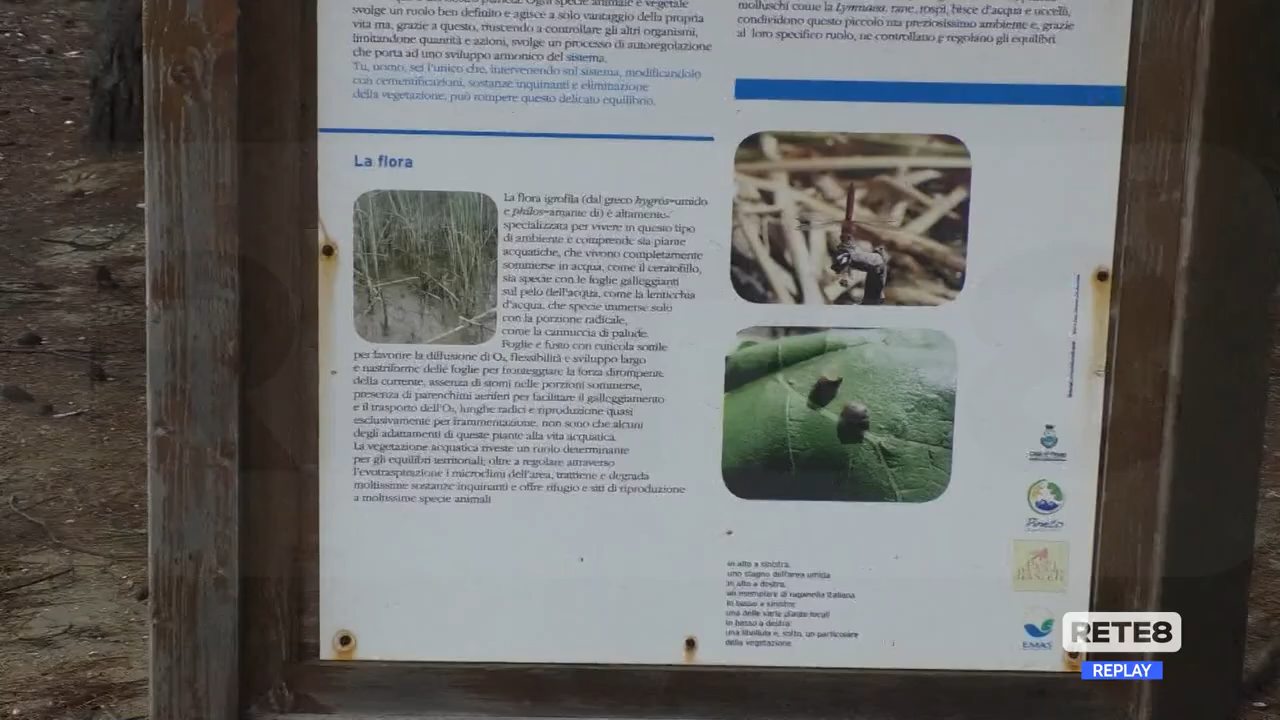 svolge un ruolo ben definito e agisce a solo vantaggio della propria
vita ma, grazie a questo, riuscendo a controllare gli altri organismi,
limitandone quantità e azioni, svolge un processo di autoregolazione
che porta ad uno sviluppo armonico del sistema.
Tu, uomo, sei l'unico che, intervenendo sul sistema, modificandolo
con cementificazioni, sostanze inquinanti e eliminazione
della vegetazione, può rompere questo delicato equilibrio.
La flora
La flora igrofila (dal greco hygros=umido
e philos=amante di) è altamente
specializzata per vivere in questo tipo
di ambiente e comprende sia piante
acquatiche, che vivono completamente
sommerse in acqua, come il ceratofillo,
sia specie con le foglie galleggianti
sul pelo dell'acqua, come la lenticchia
d'acqua, che specie immerse solo
con la porzione radicale,
come la cannuccia di palude.
Foglie e fusto con cuticola sottile
per favorire la diffusione di O₂, flessibilità e sviluppo largo
e nastriforme delle foglie per fronteggiare la forza dirompente
della corrente, assenza di stomi nelle porzioni sommerse,
presenza di parenchimi aeriferi per facilitare il galleggiamento
e il trasporto dell'O₂, lunghe radici e riproduzione quasi
esclusivamente per frammentazione, non sono che alcuni
degli adattamenti di queste piante alla vita acquatica.
La vegetazione acquatica riveste un ruolo determinante
per gli equilibri territoriali; oltre a regolare attraverso
l'evotraspirazione i microclimi dell'area, trattiene e degrada
moltissime sostanze inquinanti e offre rifugio e siti di riproduzione
a moltissime specie animali
molluschi come la Lymnaea, rane, rospi, bisce d'acqua e uccelli,
condividono questo piccolo ma preziosissimo ambiente e, grazie
al loro specifico ruolo, ne controllano e regolano gli equilibri.
in alto a sinistra,
uno stagno dell'area umida
in alto a destra,
un esemplare di raganella italiana
in basso a sinistra
una delle varie piante locali
in basso a destra:
una libellula e, sotto, un particolare
della vegetazione
Pineto
EMAS
RETE8
REPLAY